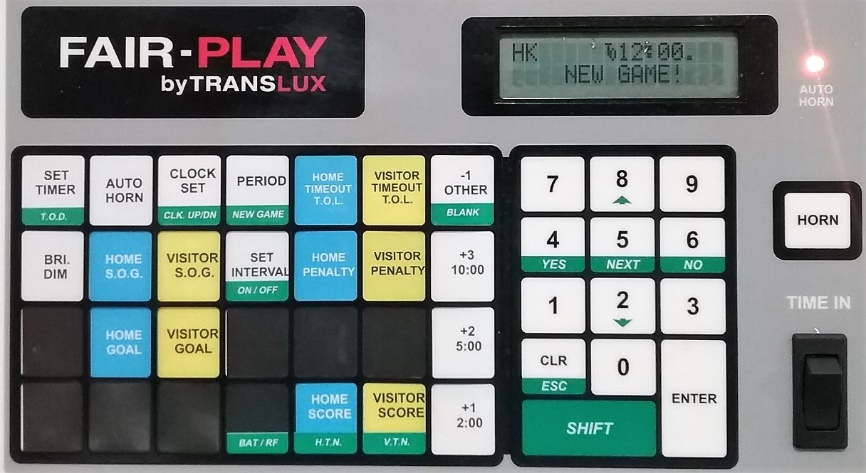 FAIR-PLAY
by TRANSLUX
HK 12:00.
NEW GAME!
AUTO
HORN
SET
TIMER
T.O.D.
AUTO
HORN
CLOCK
SET
CLK. UP/DN
PERIOD
NEW GAME
HOME
TIMEOUT
T.O.L.
VISITOR
TIMEOUT
T.O.L.
-1
OTHER
BLANK
BRI.
DIM
HOME
S.O.G.
VISITOR
S.O.G.
SET
INTERVAL
ON / OFF
HOME
PENALTY
VISITOR
PENALTY
+3
10:00
HOME
GOAL
VISITOR
GOAL
+2
5:00
BAT / RF
HOME
SCORE
H.T.N.
VISITOR
SCORE
V.T.N.
+1
2:00
7
8
9
4
YES
5
NEXT
6
NO
1
2
3
CLR
ESC
0
ENTER
SHIFT
HORN
TIME IN